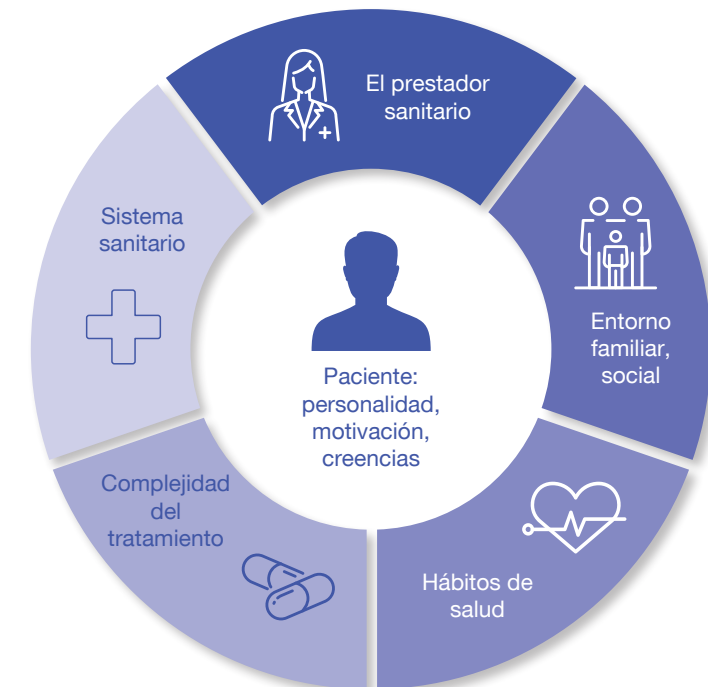 El prestador
sanitario
Entorno
familiar,
social
Hábitos de
salud
Complejidad
del
tratamiento
Sistema
sanitario
Paciente:
personalidad,
motivación,
creencias